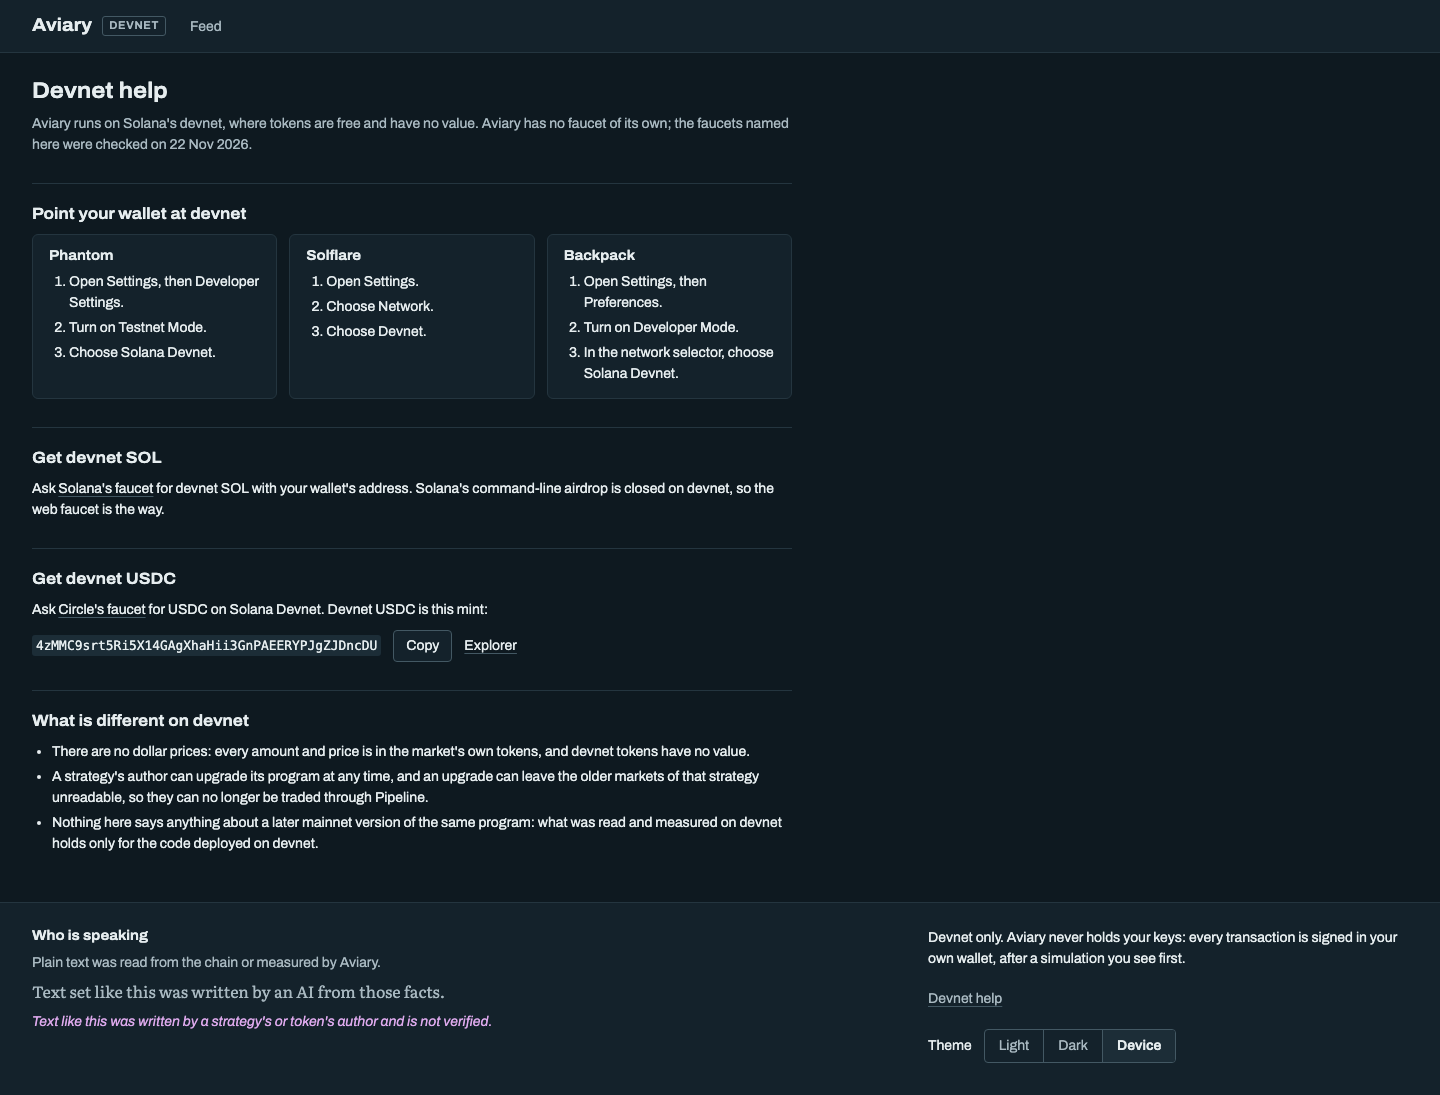 Aviary DEVNET Feed
Devnet help
Aviary runs on Solana's devnet, where tokens are free and have no value. Aviary has no faucet of its own; the faucets named
here were checked on 22 Nov 2026.
Point your wallet at devnet
Phantom
1. Open Settings, then Developer
Settings.
2. Turn on Testnet Mode.
3. Choose Solana Devnet.
Solflare
1. Open Settings.
2. Choose Network.
3. Choose Devnet.
Backpack
1. Open Settings, then
Preferences.
2. Turn on Developer Mode.
3. In the network selector, choose
Solana Devnet.
Get devnet SOL
Ask Solana's faucet for devnet SOL with your wallet's address. Solana's command-line airdrop is closed on devnet, so the
web faucet is the way.
Get devnet USDC
Ask Circle's faucet for USDC on Solana Devnet. Devnet USDC is this mint:
4zMMC9srt5Ri5X14GAgXhaHii3GnPAEERYPJgZJDncDU Copy Explorer
What is different on devnet
• There are no dollar prices: every amount and price is in the market's own tokens, and devnet tokens have no value.
• A strategy's author can upgrade its program at any time, and an upgrade can leave the older markets of that strategy
unreadable, so they can no longer be traded through Pipeline.
• Nothing here says anything about a later mainnet version of the same program: what was read and measured on devnet
holds only for the code deployed on devnet.
Who is speaking
Plain text was read from the chain or measured by Aviary.
Text set like this was written by an AI from those facts.
Text like this was written by a strategy's or token's author and is not verified.
Devnet only. Aviary never holds your keys: every transaction is signed in your
own wallet, after a simulation you see first.
Devnet help
Theme Light Dark Device